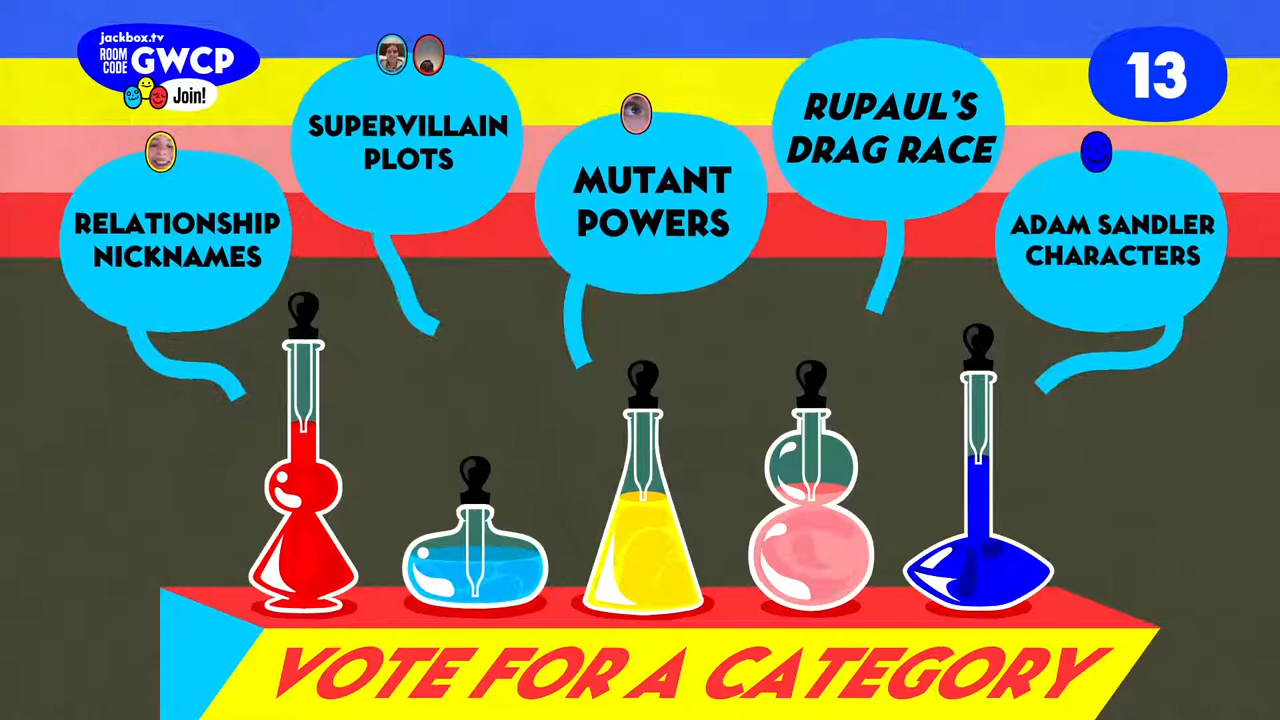 jackbox.tv
ROOM CODE GWCP
Join!
13
RELATIONSHIP
NICKNAMES
SUPERVILLAIN
PLOTS
MUTANT
POWERS
RUPAUL'S
DRAG RACE
ADAM SANDLER
CHARACTERS
VOTE FOR A CATEGORY